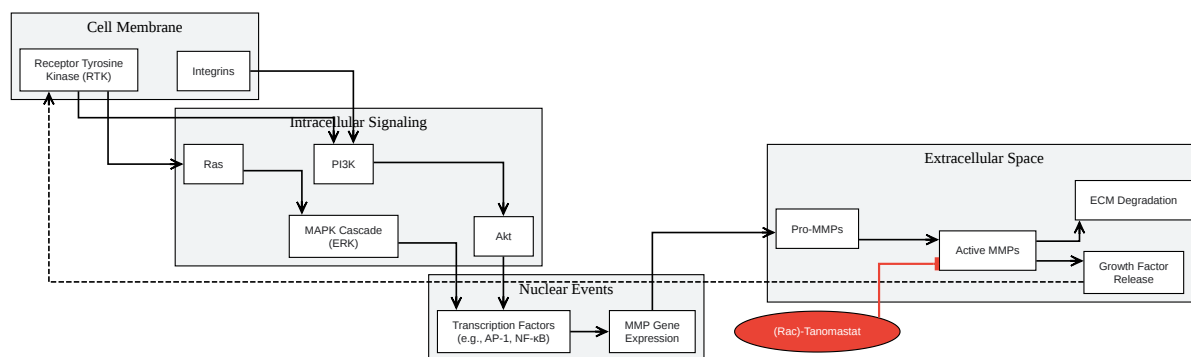 Cell Membrane
Receptor Tyrosine
Kinase (RTK)
Integrins
Intracellular Signaling
Ras
PI3K
MAPK Cascade
(ERK)
Akt
Nuclear Events
Transcription Factors
(e.g., AP-1, NF-κB)
MMP Gene
Expression
Extracellular Space
ECM Degradation
Pro-MMPs
Active MMPs
Growth Factor
Release
(Rac)-Tanomastat